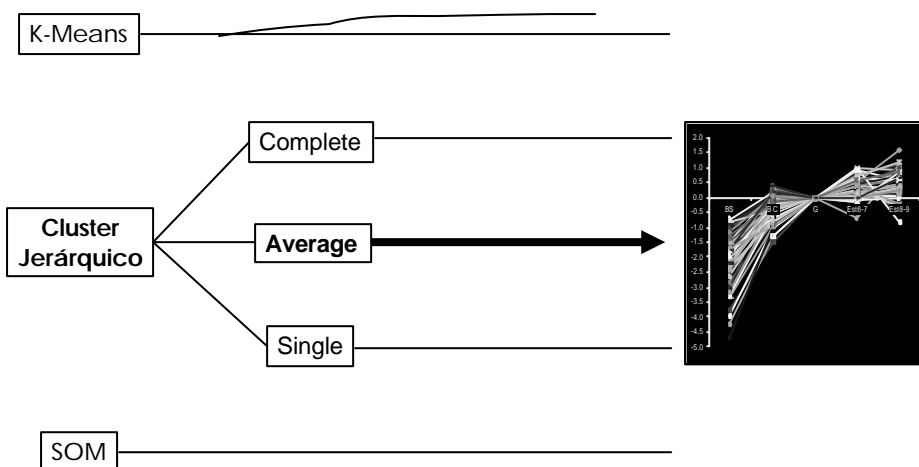 K-Means
Complete
Cluster
Jerárquico
Average
Single
SOM
2.0
1.5
1.0
0.5
0.0
-0.5
-1.0
-1.5
-2.0
-2.5
-3.0
-3.5
-4.0
-4.5
-5.0
BS
BC
G
Est6-7
Est8-9